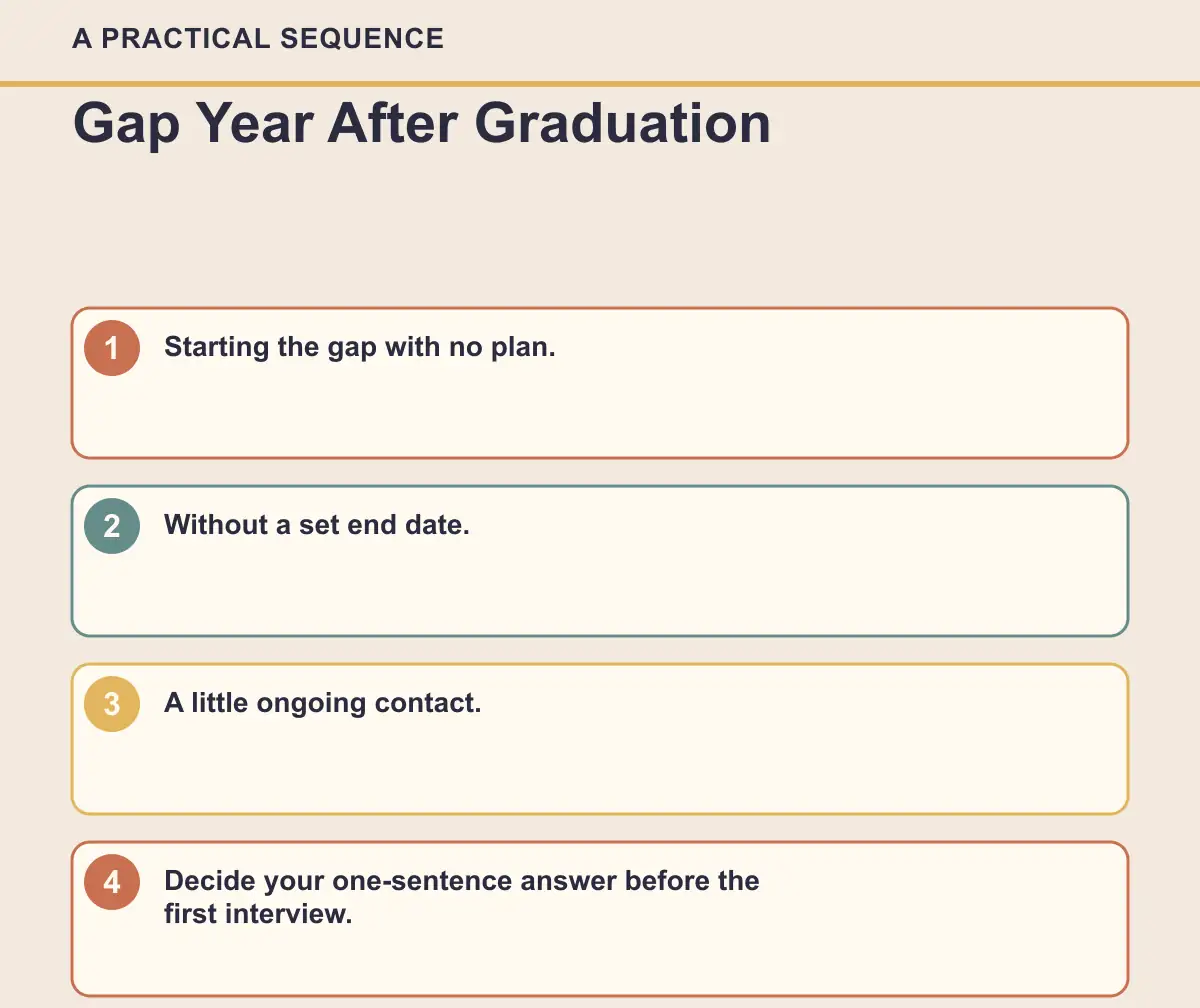 A PRACTICAL SEQUENCE
Gap Year After Graduation
1
Starting the gap with no plan.
2
Without a set end date.
3
A little ongoing contact.
4
Decide your one-sentence answer before the
first interview.